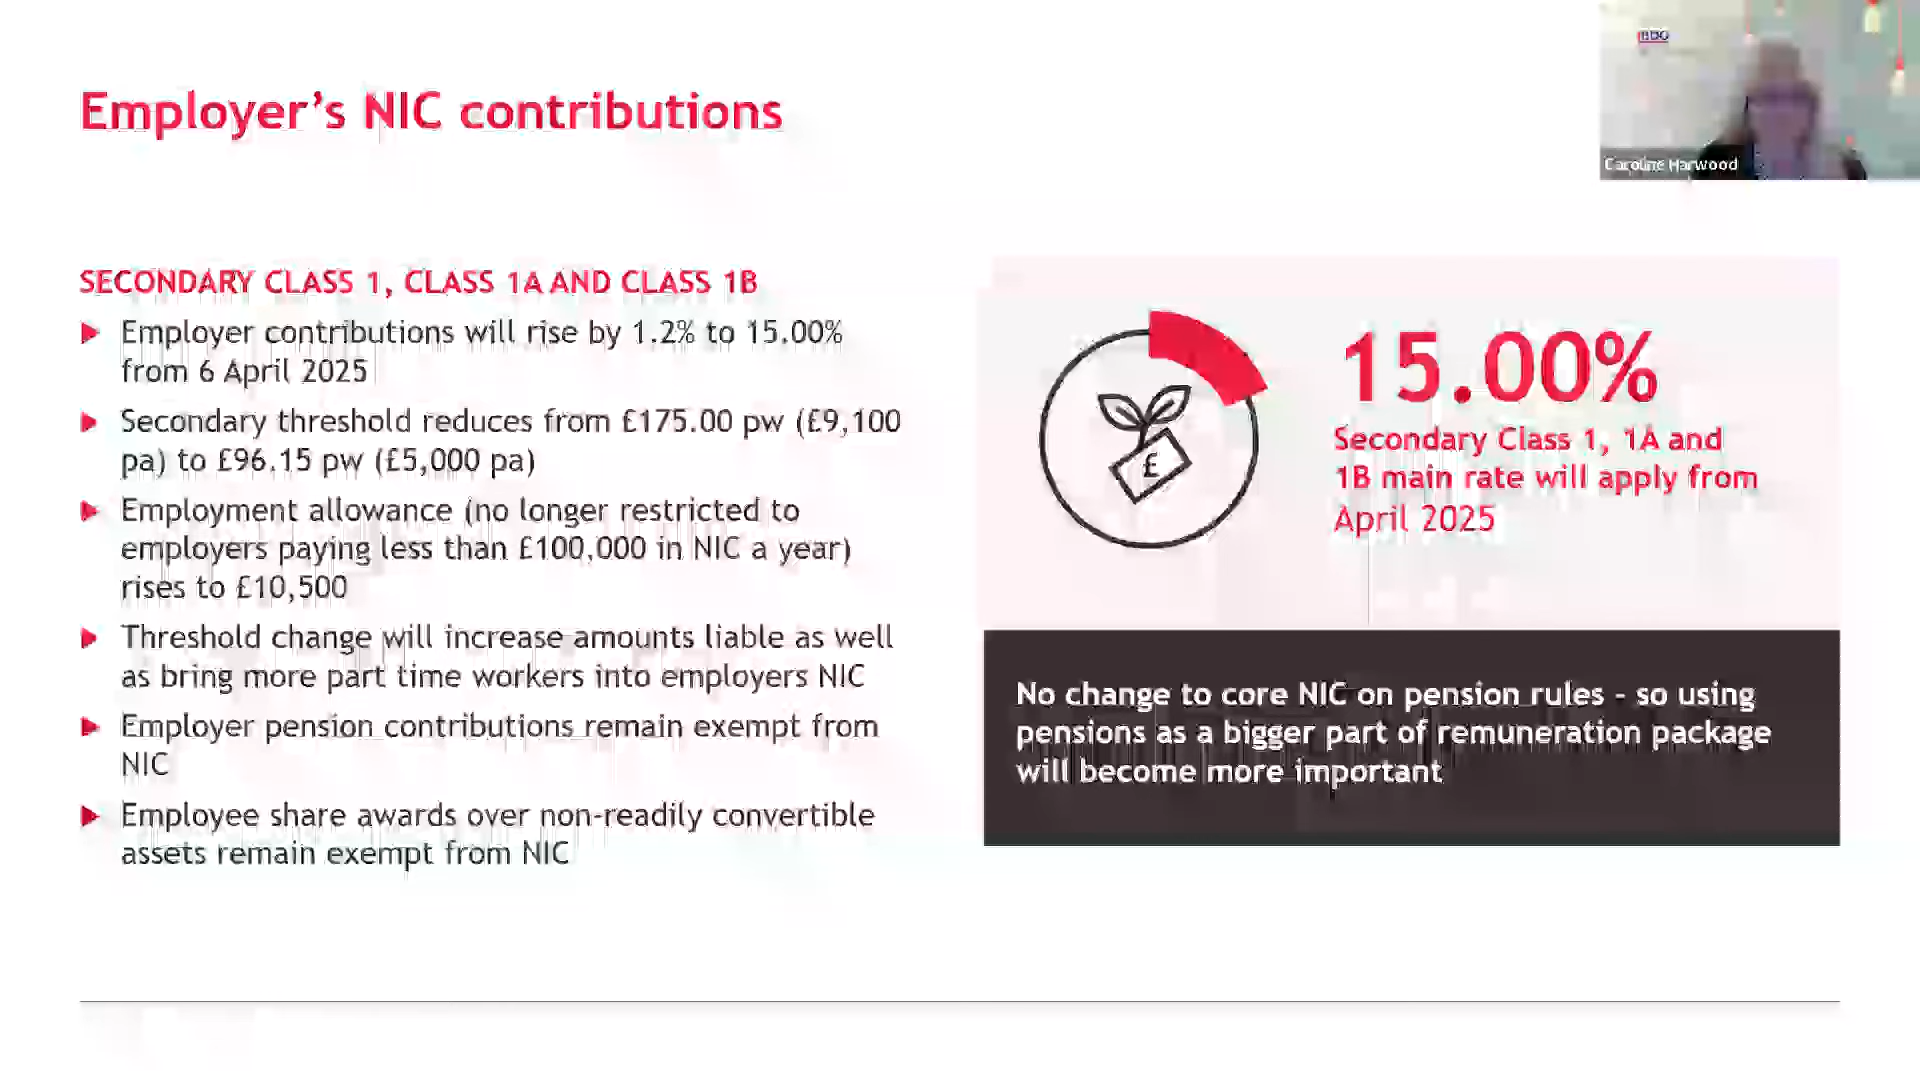 BDO
Employer's NIC contributions
Caroline Harwood
SECONDARY CLASS 1, CLASS 1A AND CLASS 1B
Employer contributions will rise by 1.2% to 15.00%
from 6 April 2025
Secondary threshold reduces from £175.00 pw (£9,100
pa) to £96.15 pw (£5,000 pa)
Employment allowance (no longer restricted to
employers paying less than £100,000 in NIC a year)
rises to £10,500
Threshold change will increase amounts liable as well
as bring more part time workers into employers NIC
Employer pension contributions remain exempt from
NIC
Employee share awards over non-readily convertible
assets remain exempt from NIC
£
15.00%
Secondary Class 1, 1A and
1B main rate will apply from
April 2025
No change to core NIC on pension rules - so using
pensions as a bigger part of remuneration package
will become more important